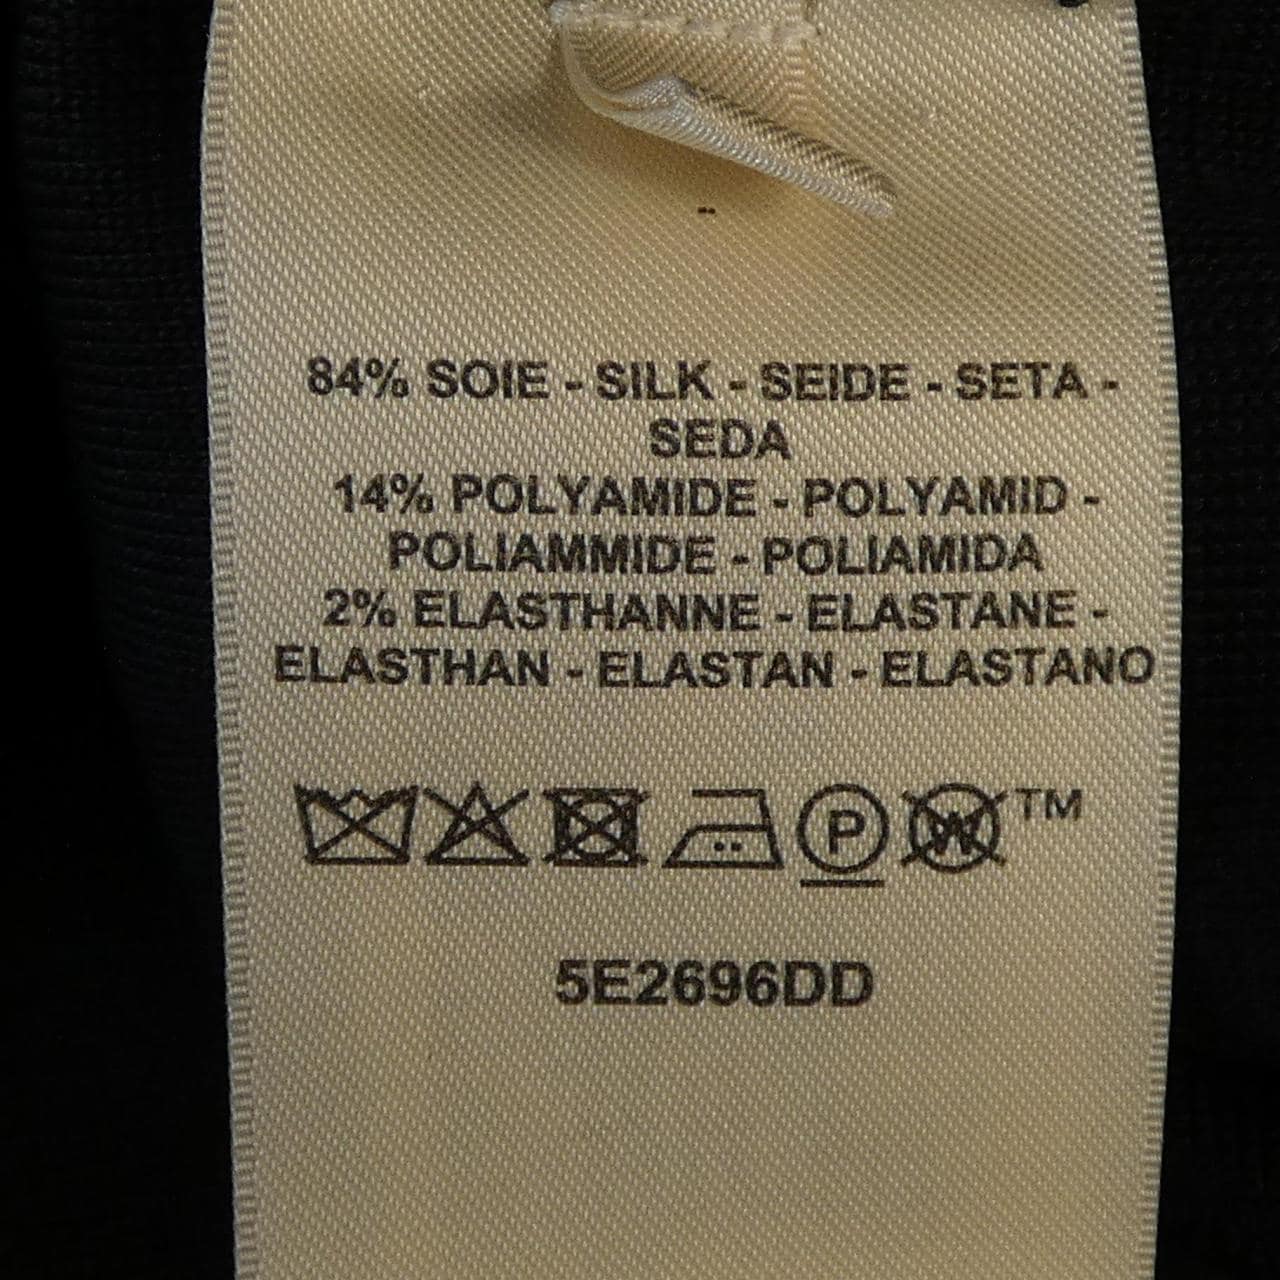 84% SOIE - SILK - SEIDE - SETA -
SEDA
14% POLYAMIDE - POLYAMID -
POLIAMMIDE - POLIAMIDA
2% ELASTHANNE - ELASTANE -
ELASTHAN - ELASTAN - ELASTANO
P W TM
5E2696DD